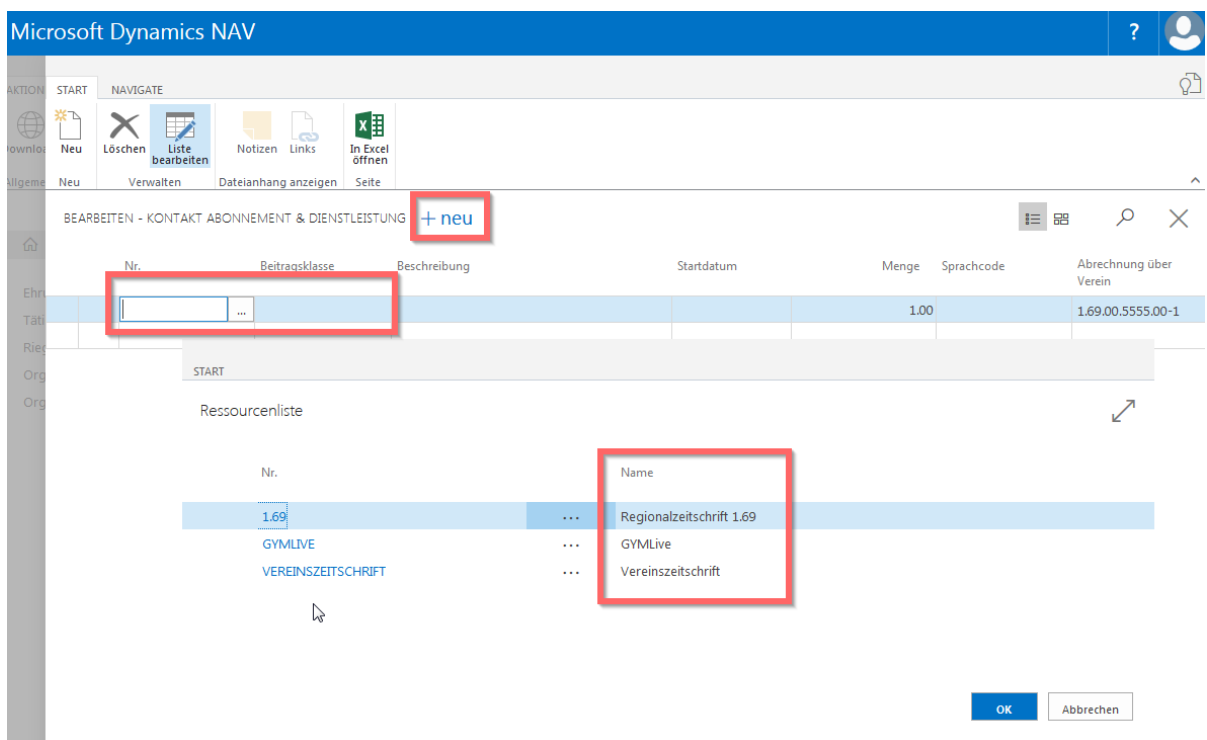 Microsoft Dynamics NAV ?
AKTION START NAVIGATE
Downloa Neu Löschen Liste bearbeiten Notizen Links In Excel öffnen
Allgeme Neu Verwalten Dateianhang anzeigen Seite
BEARBEITEN - KONTAKT ABONNEMENT & DIENSTLEISTUNG + neu
Nr. Beitragsklasse Beschreibung Startdatum Menge Sprachcode Abrechnung über Verein
... 1.00 1.69.00.5555.00-1
Ehru
Täti
Rieg
Org
Org
START
Ressourcenliste
Nr. Name
1.69 ... Regionalzeitschrift 1.69
GYMLIVE ... GYMLive
VEREINSZEITSCHRIFT ... Vereinszeitschrift
OK Abbrechen